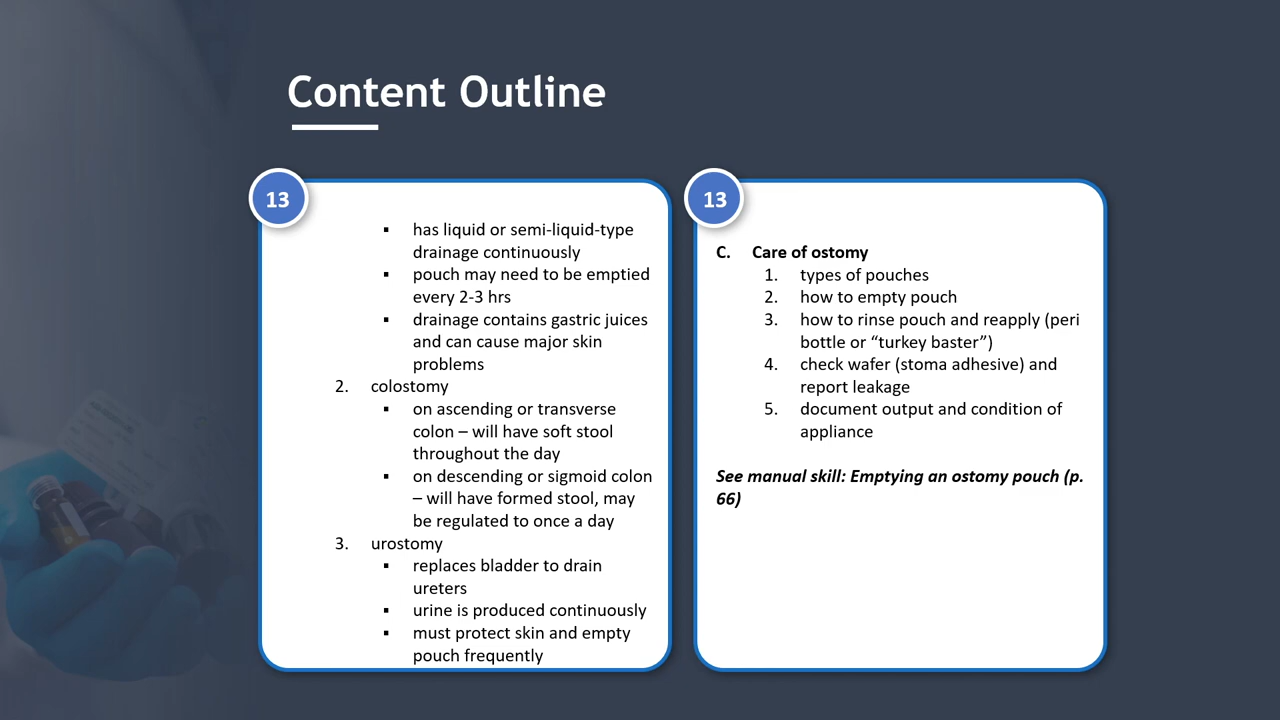 Content Outline
13
▪ has liquid or semi-liquid-type
drainage continuously
▪ pouch may need to be emptied
every 2-3 hrs
▪ drainage contains gastric juices
and can cause major skin
problems
2. colostomy
▪ on ascending or transverse
colon – will have soft stool
throughout the day
▪ on descending or sigmoid colon
– will have formed stool, may
be regulated to once a day
3. urostomy
▪ replaces bladder to drain
ureters
▪ urine is produced continuously
▪ must protect skin and empty
pouch frequently
13
C. Care of ostomy
1. types of pouches
2. how to empty pouch
3. how to rinse pouch and reapply (peri
bottle or “turkey baster”)
4. check wafer (stoma adhesive) and
report leakage
5. document output and condition of
appliance
See manual skill: Emptying an ostomy pouch (p.
66)